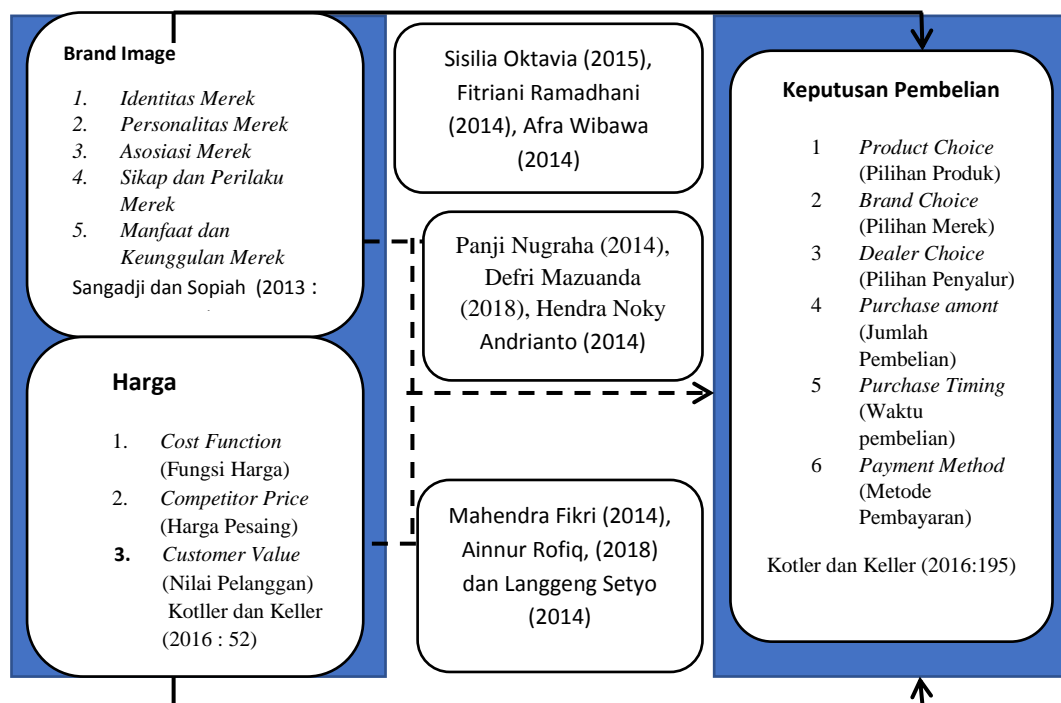 Brand Image
1. Identitas Merek
2. Personalitas Merek
3. Asosiasi Merek
4. Sikap dan Perilaku
Merek
5. Manfaat dan
Keunggulan Merek
Sangadji dan Sopiah (2013 :
Harga
1. Cost Function
(Fungsi Harga)
2. Competitor Price
(Harga Pesaing)
3. Customer Value
(Nilai Pelanggan)
Kotller dan Keller
(2016 : 52)
Sisilia Oktavia (2015),
Fitriani Ramadhani
(2014), Afra Wibawa
(2014)
Panji Nugraha (2014),
Defri Mazuanda
(2018), Hendra Noky
Andrianto (2014)
Mahendra Fikri (2014),
Ainnur Rofiq, (2018)
dan Langgeng Setyo
(2014)
Keputusan Pembelian
1 Product Choice
(Pilihan Produk)
2 Brand Choice
(Pilihan Merek)
3 Dealer Choice
(Pilihan Penyalur)
4 Purchase amont
(Jumlah
Pembelian)
5 Purchase Timing
(Waktu
pembelian)
6 Payment Method
(Metode
Pembayaran)
Kotler dan Keller (2016:195)